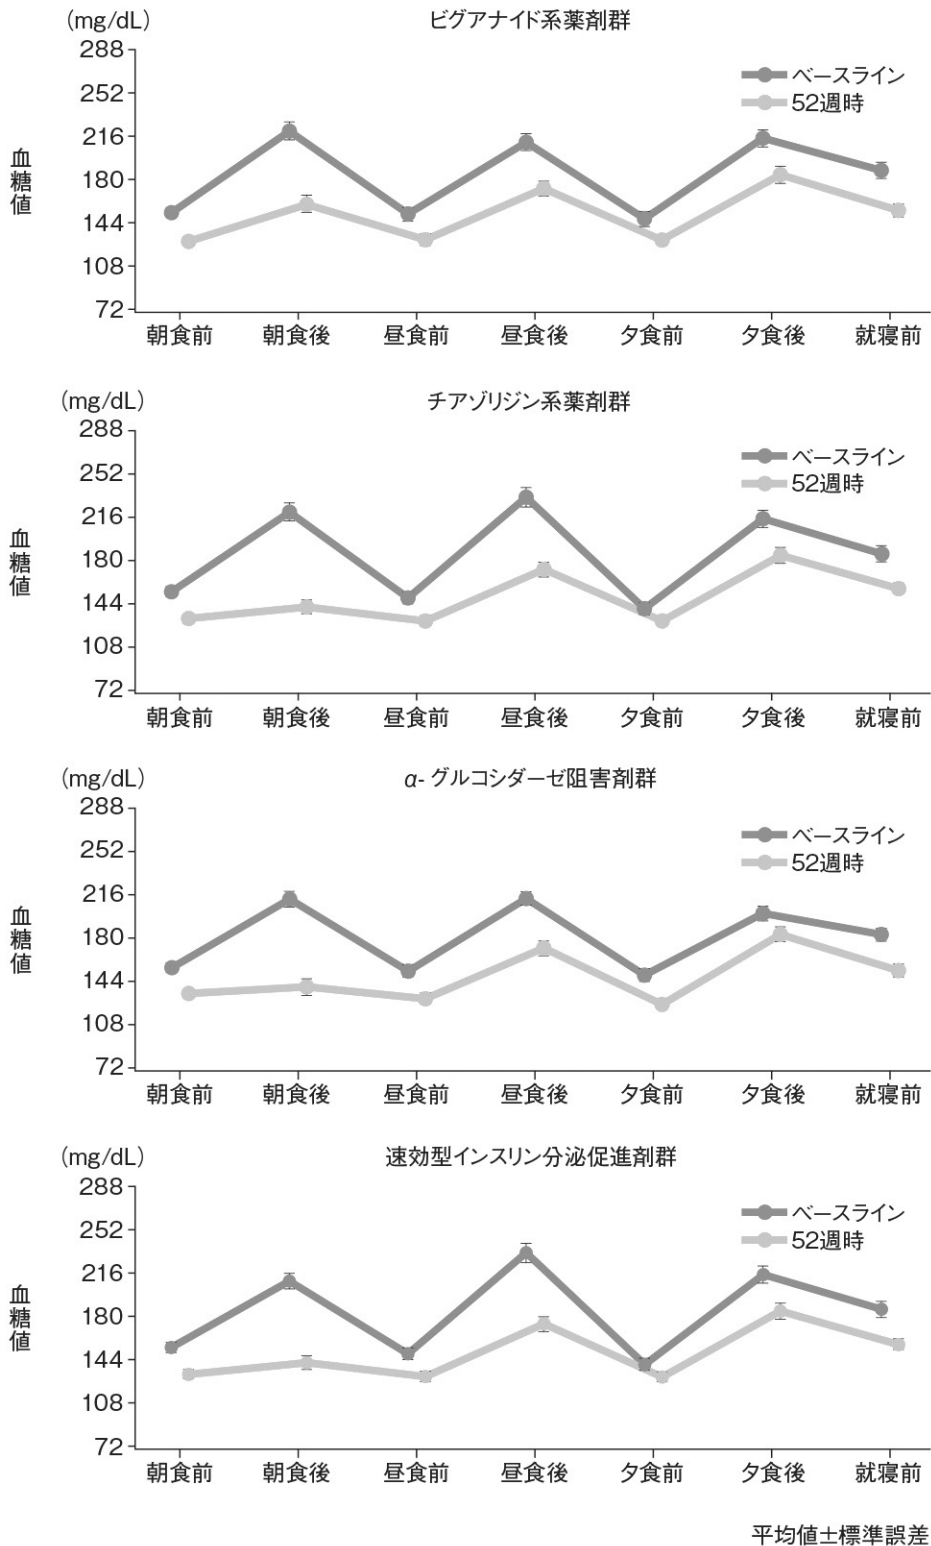 (mg/dL) ビグアナイド系薬剤群
288
252
216
180
144
108
72
血糖値
ベースライン
52週時
朝食前 朝食後 昼食前 昼食後 夕食前 夕食後 就寝前
(mg/dL) チアゾリジン系薬剤群
288
252
216
180
144
108
72
血糖値
ベースライン
52週時
朝食前 朝食後 昼食前 昼食後 夕食前 夕食後 就寝前
(mg/dL) α-グルコシダーゼ阻害剤群
288
252
216
180
144
108
72
血糖値
ベースライン
52週時
朝食前 朝食後 昼食前 昼食後 夕食前 夕食後 就寝前
(mg/dL) 速効型インスリン分泌促進剤群
288
252
216
180
144
108
72
血糖値
ベースライン
52週時
朝食前 朝食後 昼食前 昼食後 夕食前 夕食後 就寝前
平均値±標準誤差